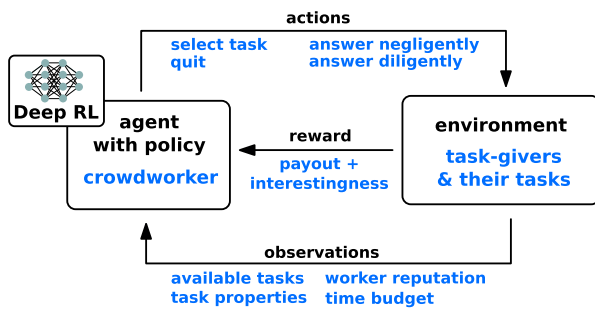 actions
select task answer negligently
quit answer diligently
Deep RL
agent
with policy
crowdworker
reward
payout +
interestingness
environment
task-givers
& their tasks
observations
available tasks worker reputation
task properties time budget